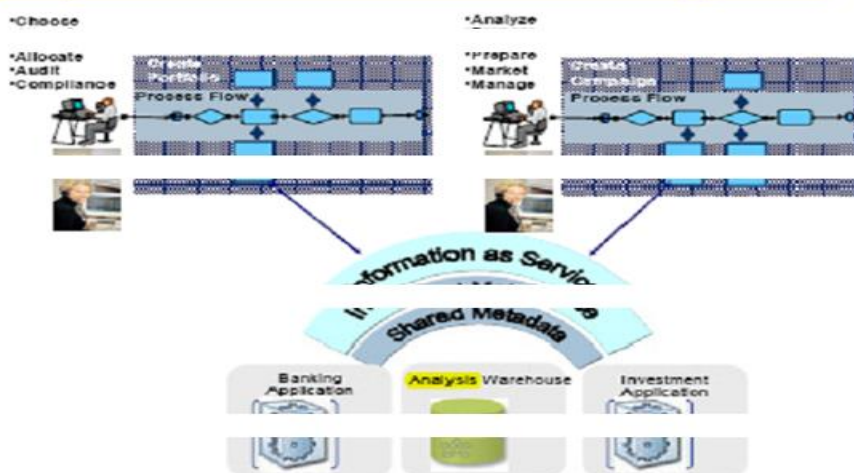 •Choose
•Allocate
•Audit
•Compliance
Create
Portfolio
Process Flow
•Analyze
•Prepare
•Market
•Manage
Create
Campaign
Process Flow
Information as Service
Shared Metadata
Banking
Application
Analysis Warehouse
Investment
Application